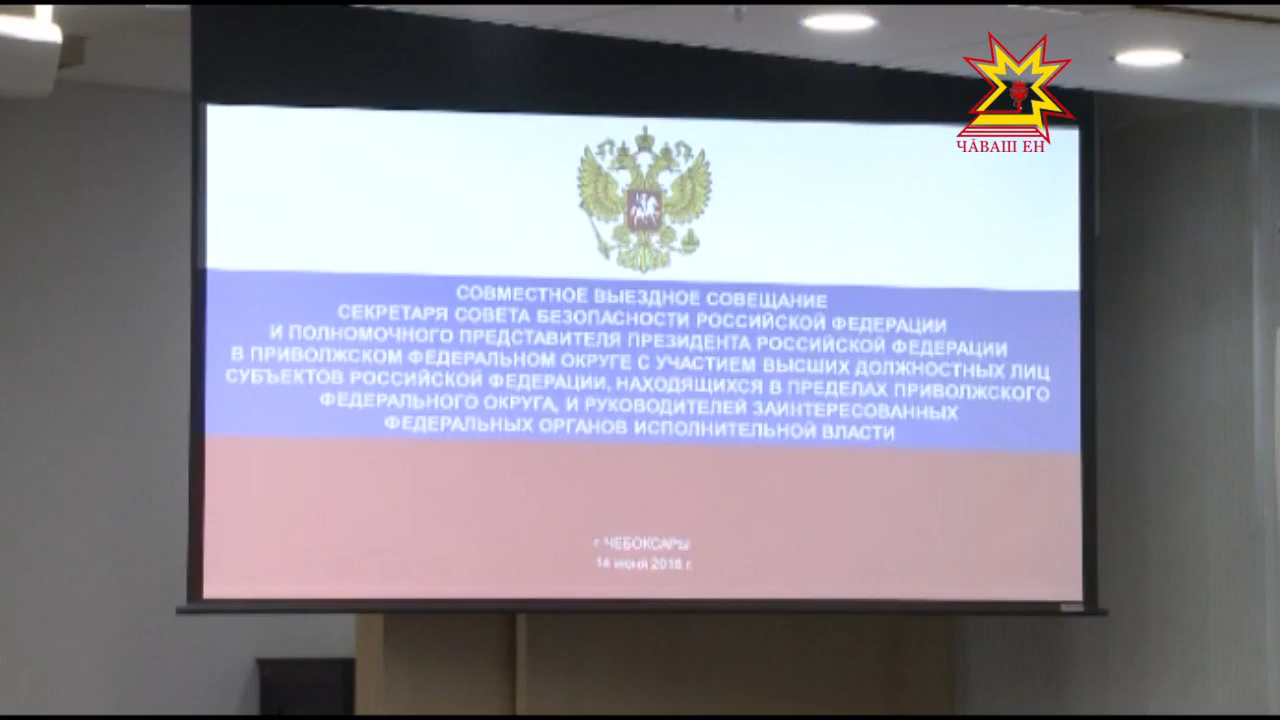 ЧӐВАШ ЕН
СОВМЕСТНОЕ ВЫЕЗДНОЕ СОВЕЩАНИЕ
СЕКРЕТАРЯ СОВЕТА БЕЗОПАСНОСТИ РОССИЙСКОЙ ФЕДЕРАЦИИ
И ПОЛНОМОЧНОГО ПРЕДСТАВИТЕЛЯ ПРЕЗИДЕНТА РОССИЙСКОЙ ФЕДЕРАЦИИ
В ПРИВОЛЖСКОМ ФЕДЕРАЛЬНОМ ОКРУГЕ С УЧАСТИЕМ ВЫСШИХ ДОЛЖНОСТНЫХ ЛИЦ
СУБЪЕКТОВ РОССИЙСКОЙ ФЕДЕРАЦИИ, НАХОДЯЩИХСЯ В ПРЕДЕЛАХ ПРИВОЛЖСКОГО
ФЕДЕРАЛЬНОГО ОКРУГА, И РУКОВОДИТЕЛЕЙ ЗАИНТЕРЕСОВАННЫХ
ФЕДЕРАЛЬНЫХ ОРГАНОВ ИСПОЛНИТЕЛЬНОЙ ВЛАСТИ
г. ЧЕБОКСАРЫ
14 июня 2018 г.